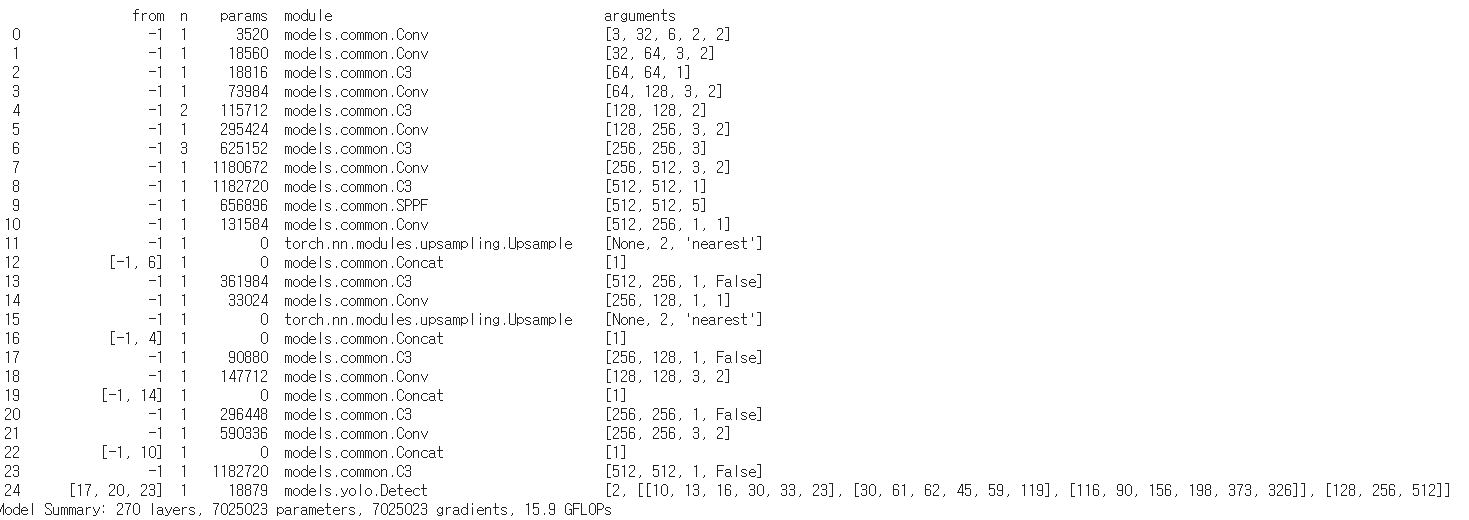 from n params module arguments
0 -1 1 3520 models.common.Conv [3, 32, 6, 2, 2]
1 -1 1 18560 models.common.Conv [32, 64, 3, 2]
2 -1 1 18816 models.common.C3 [64, 64, 1]
3 -1 1 73984 models.common.Conv [64, 128, 3, 2]
4 -1 2 115712 models.common.C3 [128, 128, 2]
5 -1 1 295424 models.common.Conv [128, 256, 3, 2]
6 -1 3 625152 models.common.C3 [256, 256, 3]
7 -1 1 1180672 models.common.Conv [256, 512, 3, 2]
8 -1 1 1182720 models.common.C3 [512, 512, 1]
9 -1 1 656896 models.common.SPPF [512, 512, 5]
10 -1 1 131584 models.common.Conv [512, 256, 1, 1]
11 -1 1 0 torch.nn.modules.upsampling.Upsample [None, 2, 'nearest']
12 [-1, 6] 1 0 models.common.Concat [1]
13 -1 1 361984 models.common.C3 [512, 256, 1, False]
14 -1 1 33024 models.common.Conv [256, 128, 1, 1]
15 -1 1 0 torch.nn.modules.upsampling.Upsample [None, 2, 'nearest']
16 [-1, 4] 1 0 models.common.Concat [1]
17 -1 1 90880 models.common.C3 [256, 128, 1, False]
18 -1 1 147712 models.common.Conv [128, 128, 3, 2]
19 [-1, 14] 1 0 models.common.Concat [1]
20 -1 1 296448 models.common.C3 [256, 256, 1, False]
21 -1 1 590336 models.common.Conv [256, 256, 3, 2]
22 [-1, 10] 1 0 models.common.Concat [1]
23 -1 1 1182720 models.common.C3 [512, 512, 1, False]
24 [17, 20, 23] 1 18879 models.yolo.Detect [2, [[10, 13, 16, 30, 33, 23], [30, 61, 62, 45, 59, 119], [116, 90, 156, 198, 373, 326]], [128, 256, 512]]
Model Summary: 270 layers, 7025023 parameters, 7025023 gradients, 15.9 GFLOPs